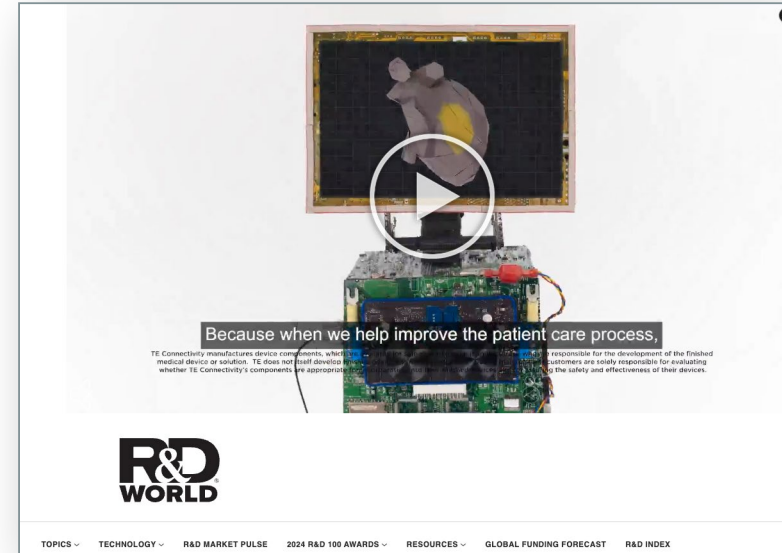 Because when we help improve the patient care process,
TE Connectivity manufactures device components, which responsible for the development of the finished
medical device or solution. TE does not itself develop customers are solely responsible for evaluating
whether TE Connectivity's components are appropriate the safety and effectiveness of their devices.
R&D
WORLD
TOPICS TECHNOLOGY R&D MARKET PULSE 2024 R&D 100 AWARDS RESOURCES GLOBAL FUNDING FORECAST R&D INDEX